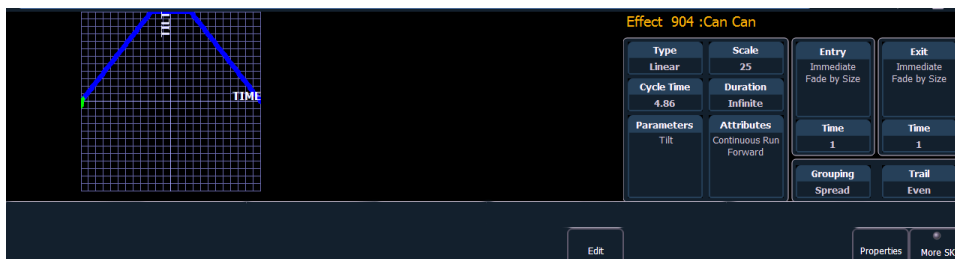 Effect 904 :Can Can
TILT
TIME
Type
Linear
Scale
25
Cycle Time
4.86
Duration
Infinite
Parameters
Tilt
Attributes
Continuous Run
Forward
Entry
Immediate
Fade by Size
Time
1
Exit
Immediate
Fade by Size
Time
1
Grouping
Spread
Trail
Even
Edit
Properties
More SK